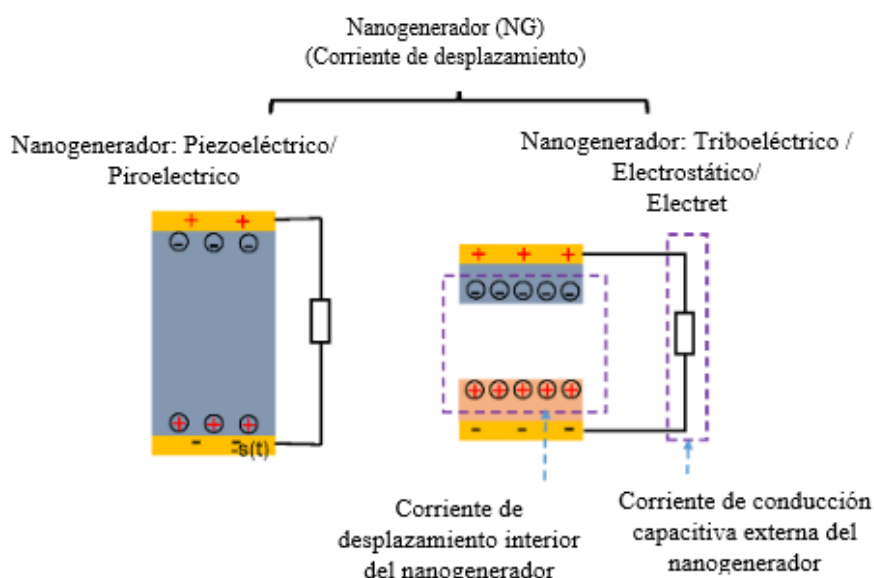 Nanogenerador (NG)
(Corriente de desplazamiento)
Nanogenerador: Piezoeléctrico/
Piroelectrico
Nanogenerador: Triboeléctrico /
Electrostático/
Electret
+ +
- - -
+ + +
- -
-s(t)
+ + +
- - - - -
+ + + + +
- - -
Corriente de
desplazamiento interior
del nanogenerador
Corriente de conducción
capacitiva externa del
nanogenerador